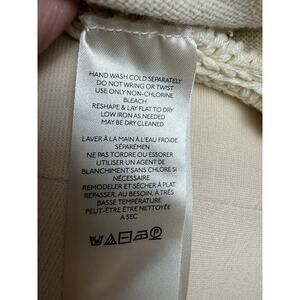 HAND WASH COLD SEPARATELY
DO NOT WRING OR TWIST
USE ONLY NON-CHLORINE
BLEACH
RESHAPE & LAY FLAT TO DRY
LOW IRON AS NEEDED
MAY BE DRY CLEANED
LAVER À LA MAIN À L'EAU FROIDE
SÉPARÉMEN
NE PAS TORDRE OU ESSORER
UTILISER UN AGENT DE
BLANCHIMENT SANS CHLORE SI
NÉCESSAIRE
REMODELER ET SÉCHER À PLAT
REPASSER, AU BESOIN, À TRÈS
BASSE TEMPÉRATURE
PEUT-ÊTRE ÊTRE NETTOYÉE
A SEC